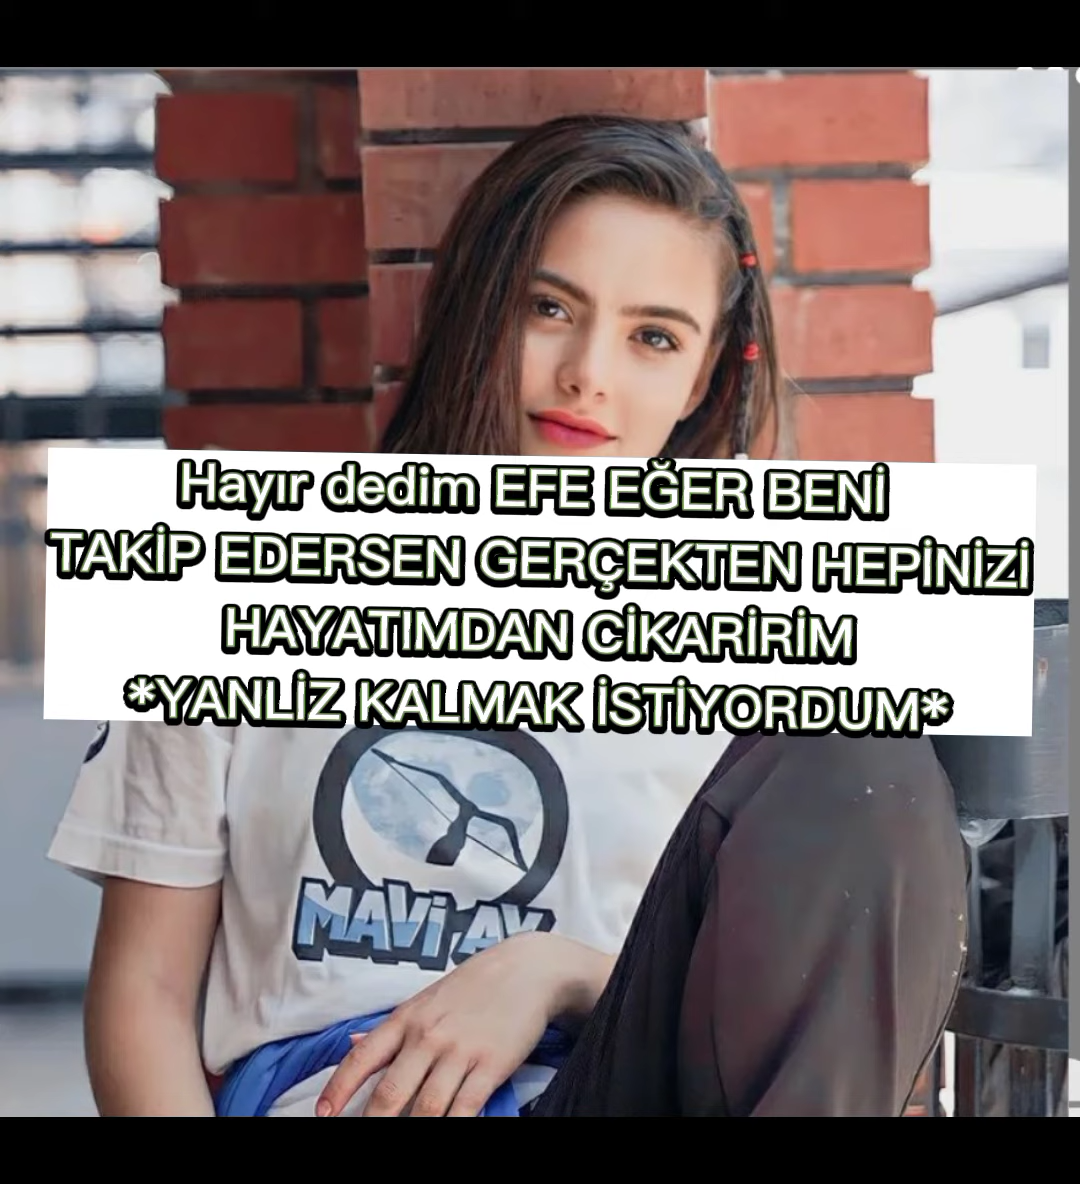 Hayır dedim EFE EĞER BENİ
TAKİP EDERSEN GERÇEKTEN HEPİNİZİ
HAYATIMDAN CİKARİRİM
*YANLİZ KALMAK İSTİYORDUM*
MAVİ AY